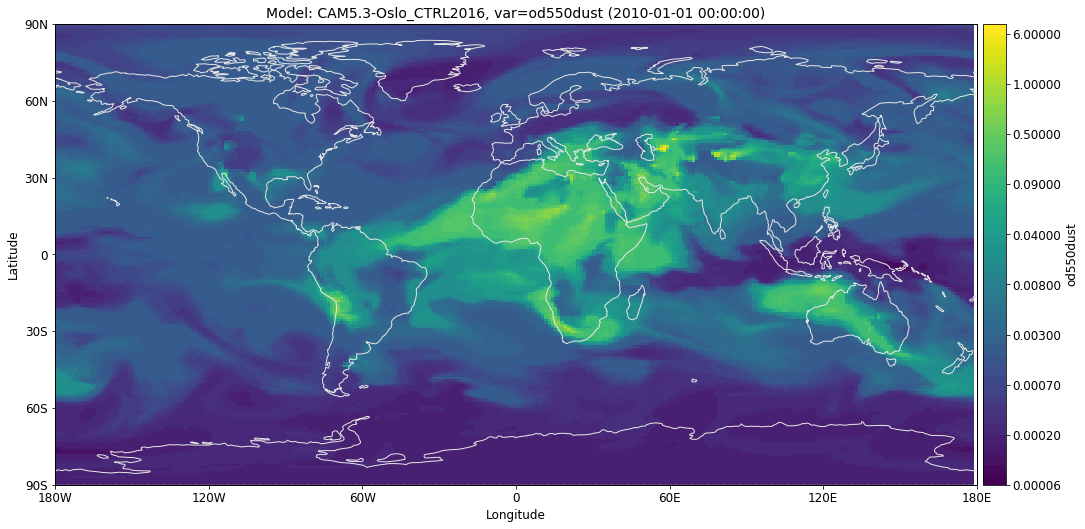 Model: CAM5.3-Oslo_CTRL2016, var=od550dust (2010-01-01 00:00:00)
90N
60N
30N
0
30S
60S
90S
Latitude
180W
120W
60W
0
60E
120E
180E
Longitude
6.00000
1.00000
0.50000
0.09000
0.04000
0.00800
0.00300
0.00070
0.00020
0.00006
od550dust